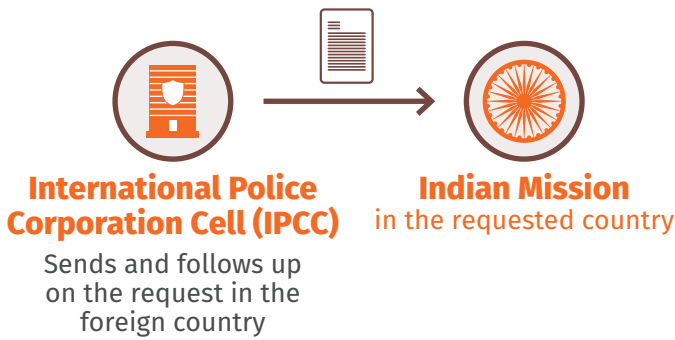 International Police
Corporation Cell (IPCC)
Sends and follows up
on the request in the
foreign country
Indian Mission
in the requested country